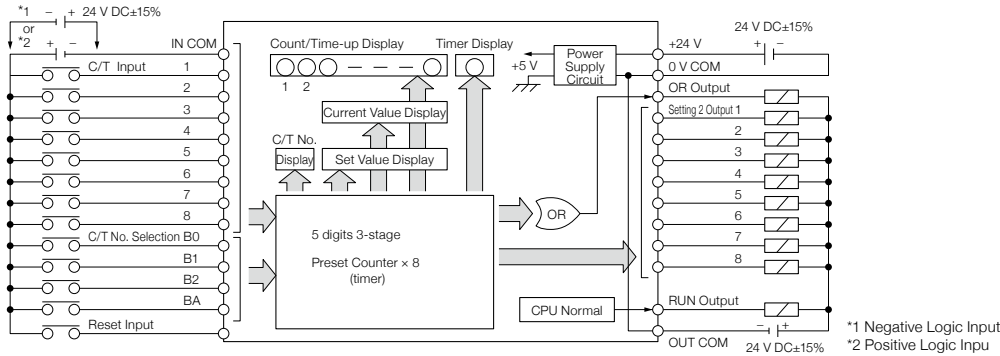 *1 − + 24 V DC±15%
or
*2 + −
IN COM
C/T Input 1
2
3
4
5
6
7
8
C/T No. Selection B0
B1
B2
BA
Reset Input
Count/Time-up Display
1 2
Timer Display
Current Value Display
C/T No.
Display
Set Value Display
5 digits 3-stage
Preset Counter × 8
(timer)
+5 V
Power
Supply
Circuit
OR
CPU Normal
24 V DC±15%
+24 V
+ −
0 V COM
OR Output
Setting 2 Output 1
2
3
4
5
6
7
8
RUN Output
− +
OUT COM
24 V DC±15%
*1 Negative Logic Input
*2 Positive Logic Inpu